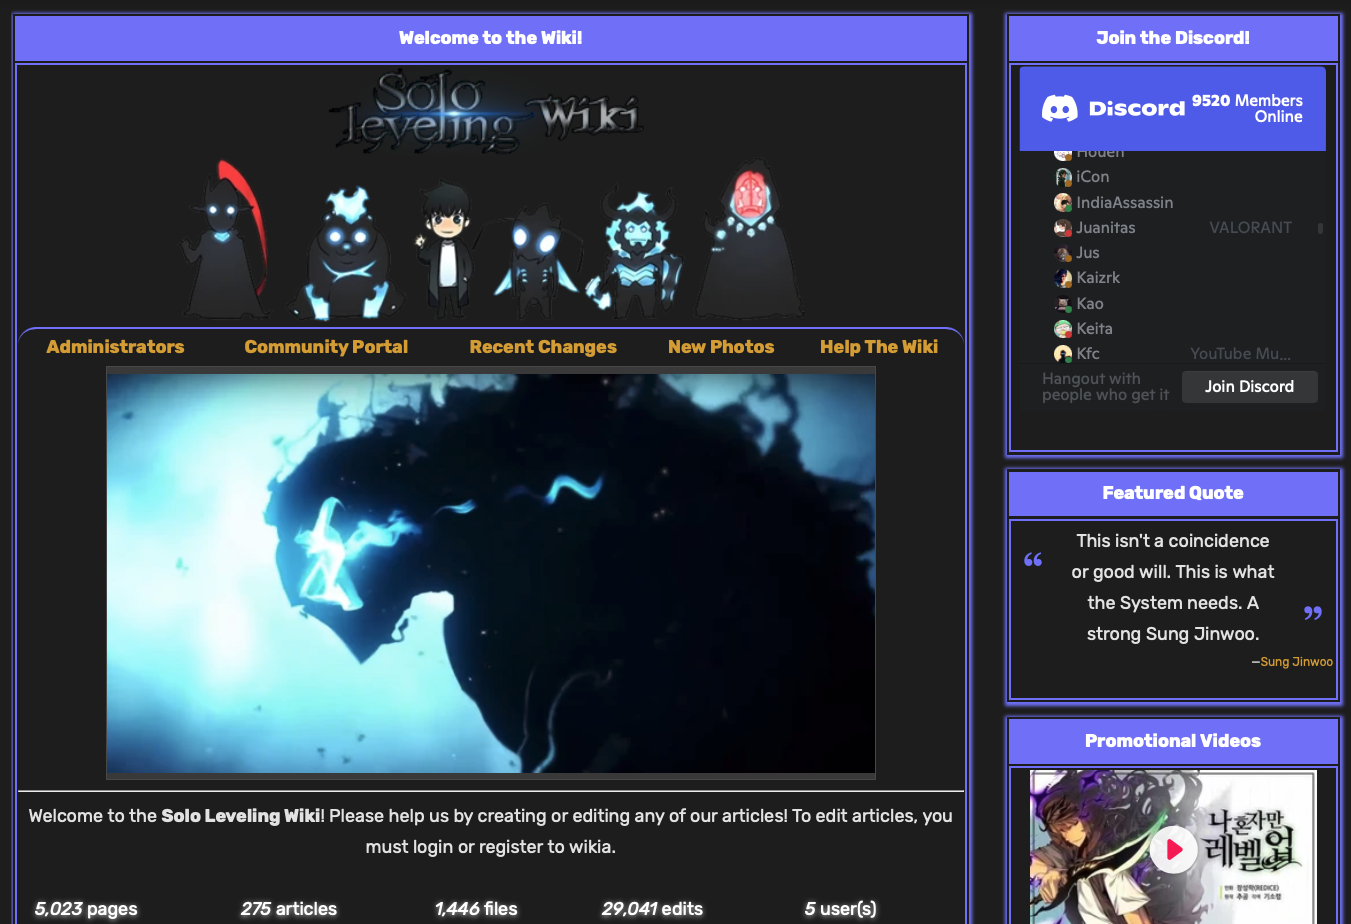 Welcome to the Wiki!
Solo Leveling Wiki
Administrators
Community Portal
Recent Changes
New Photos
Help The Wiki
Welcome to the Solo Leveling Wiki! Please help us by creating or editing any of our articles! To edit articles, you
must login or register to wikia.
5,023 pages
275 articles
1,446 files
29,041 edits
5 user(s)
Join the Discord!
Discord
9520 Members
Online
Houen
iCon
IndiaAssassin
Juanitas VALORANT
Jus
Kaizrk
Kao
Keita
Kfc YouTube Mu...
Hangout with
people who get it
Join Discord
Featured Quote
“
This isn't a coincidence
or good will. This is what
the System needs. A
strong Sung Jinwoo.
”
—Sung Jinwoo
Promotional Videos
나 혼자만
레벨업